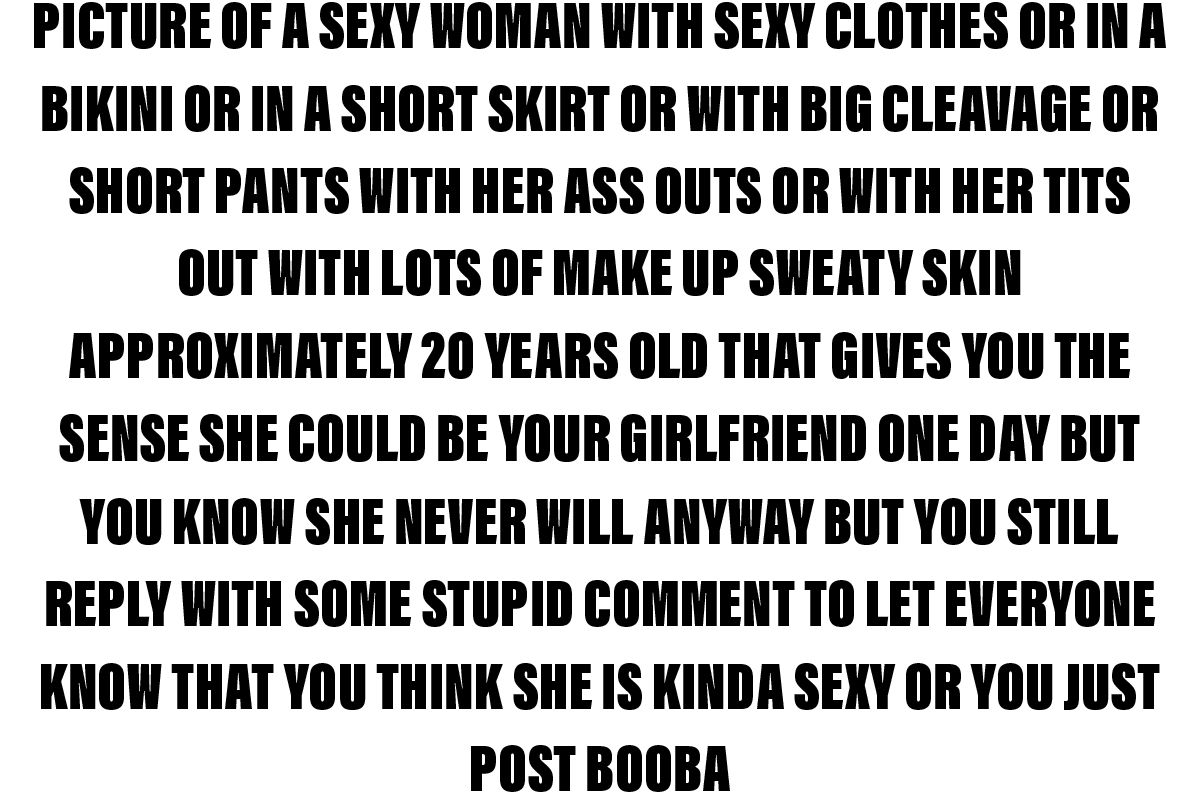 PICTURE OF A SEXY WOMAN WITH SEXY CLOTHES OR IN A
BIKINI OR IN A SHORT SKIRT OR WITH BIG CLEAVAGE OR
SHORT PANTS WITH HER ASS OUTS OR WITH HER TITS
OUT WITH LOTS OF MAKE UP SWEATY SKIN
APPROXIMATELY 20 YEARS OLD THAT GIVES YOU THE
SENSE SHE COULD BE YOUR GIRLFRIEND ONE DAY BUT
YOU KNOW SHE NEVER WILL ANYWAY BUT YOU STILL
REPLY WITH SOME STUPID COMMENT TO LET EVERYONE
KNOW THAT YOU THINK SHE IS KINDA SEXY OR YOU JUST
POST BOOBA